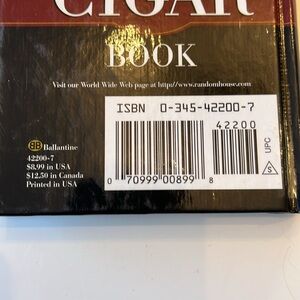 CIGAR
BOOK
Visit our World Wide Web page at http://www.randomhouse.com
ISBN 0-345-42200-7
42200
UPC
S
BB Ballantine
42200-7
$8.99 in USA
$12.50 in Canada
Printed in USA
0 70999 00899 8